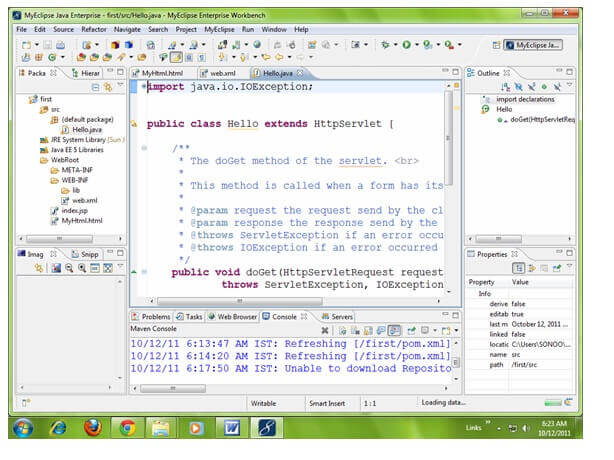 MyEclipse Java Enterprise - first/src/Hello.java - MyEclipse Enterprise Workbench
File Edit Source Refactor Navigate Search Project MyEclipse Run Window Help
MyEclipse Ja...
Packa Hierar
first
src
(default package)
Hello.java
JRE System Library [Sun J
Java EE 5 Libraries
WebRoot
META-INF
WEB-INF
lib
web.xml
index.jsp
MyHtml.html
Imag Snipp
MyHtml.html web.xml Hello.java
import java.io.IOException;
public class Hello extends HttpServlet {
/**
* The doGet method of the servlet. <br>
*
* This method is called when a form has its
*
* @param request the request send by the cl
* @param response the response send by the
* @throws ServletException if an error occu
* @throws IOException if an error occurred
*/
public void doGet(HttpServletRequest request
throws ServletException, IOException
Problems Tasks Web Browser Console Servers
Maven Console
10/12/11 6:13:47 AM IST: Refreshing [/first/pom.xml]
10/12/11 6:14:20 AM IST: Refreshing [/first/pom.xml]
10/12/11 6:17:50 AM IST: Unable to download Reposito
Outline
import declarations
Hello
doGet(HttpServletReq
Properties
Property Value
Info
derive false
editab true
last m October 12, 2011 ...
linked false
locatic C:\Users\SONOO\...
name src
path /first/src
Writable Smart Insert 1 : 1 Loading data...
Links
6:23 AM
10/12/2011